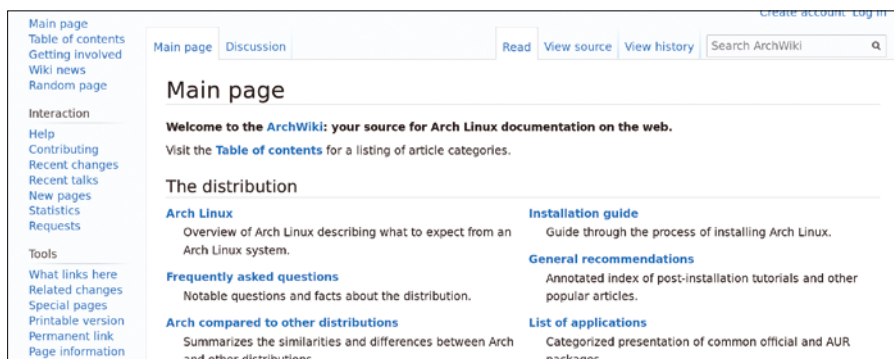 Create account Log in
Main page
Table of contents
Getting involved
Wiki news
Random page
Interaction
Help
Contributing
Recent changes
Recent talks
New pages
Statistics
Requests
Tools
What links here
Related changes
Special pages
Printable version
Permanent link
Page information
Main page Discussion Read View source View history Search ArchWiki
Main page
Welcome to the ArchWiki: your source for Arch Linux documentation on the web.
Visit the Table of contents for a listing of article categories.
The distribution
Arch Linux
Overview of Arch Linux describing what to expect from an
Arch Linux system.
Frequently asked questions
Notable questions and facts about the distribution.
Arch compared to other distributions
Summarizes the similarities and differences between Arch
and other distributions.
Installation guide
Guide through the process of installing Arch Linux.
General recommendations
Annotated index of post-installation tutorials and other
popular articles.
List of applications
Categorized presentation of common official and AUR
packages.